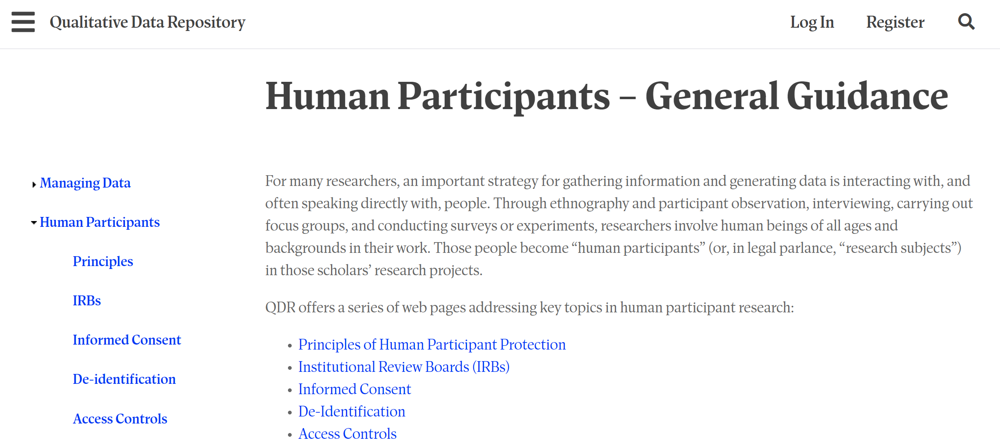 Qualitative Data Repository
Log In
Register
Human Participants – General Guidance
Managing Data
Human Participants
Principles
IRBs
Informed Consent
De-identification
Access Controls
For many researchers, an important strategy for gathering information and generating data is interacting with, and
often speaking directly with, people. Through ethnography and participant observation, interviewing, carrying out
focus groups, and conducting surveys or experiments, researchers involve human beings of all ages and
backgrounds in their work. Those people become “human participants” (or, in legal parlance, “research subjects”)
in those scholars’ research projects.
QDR offers a series of web pages addressing key topics in human participant research:
• Principles of Human Participant Protection
• Institutional Review Boards (IRBs)
• Informed Consent
• De-Identification
• Access Controls